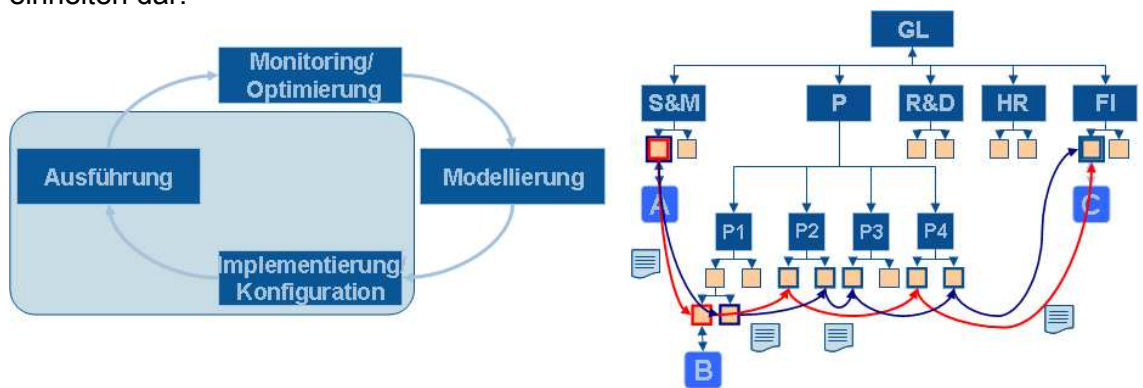 einheiten dar.
Monitoring/
Optimierung
Ausführung
Modellierung
Implementierung/
Konfiguration
GL
S&M
P
R&D
HR
FI
A
C
P1
P2
P3
P4
B